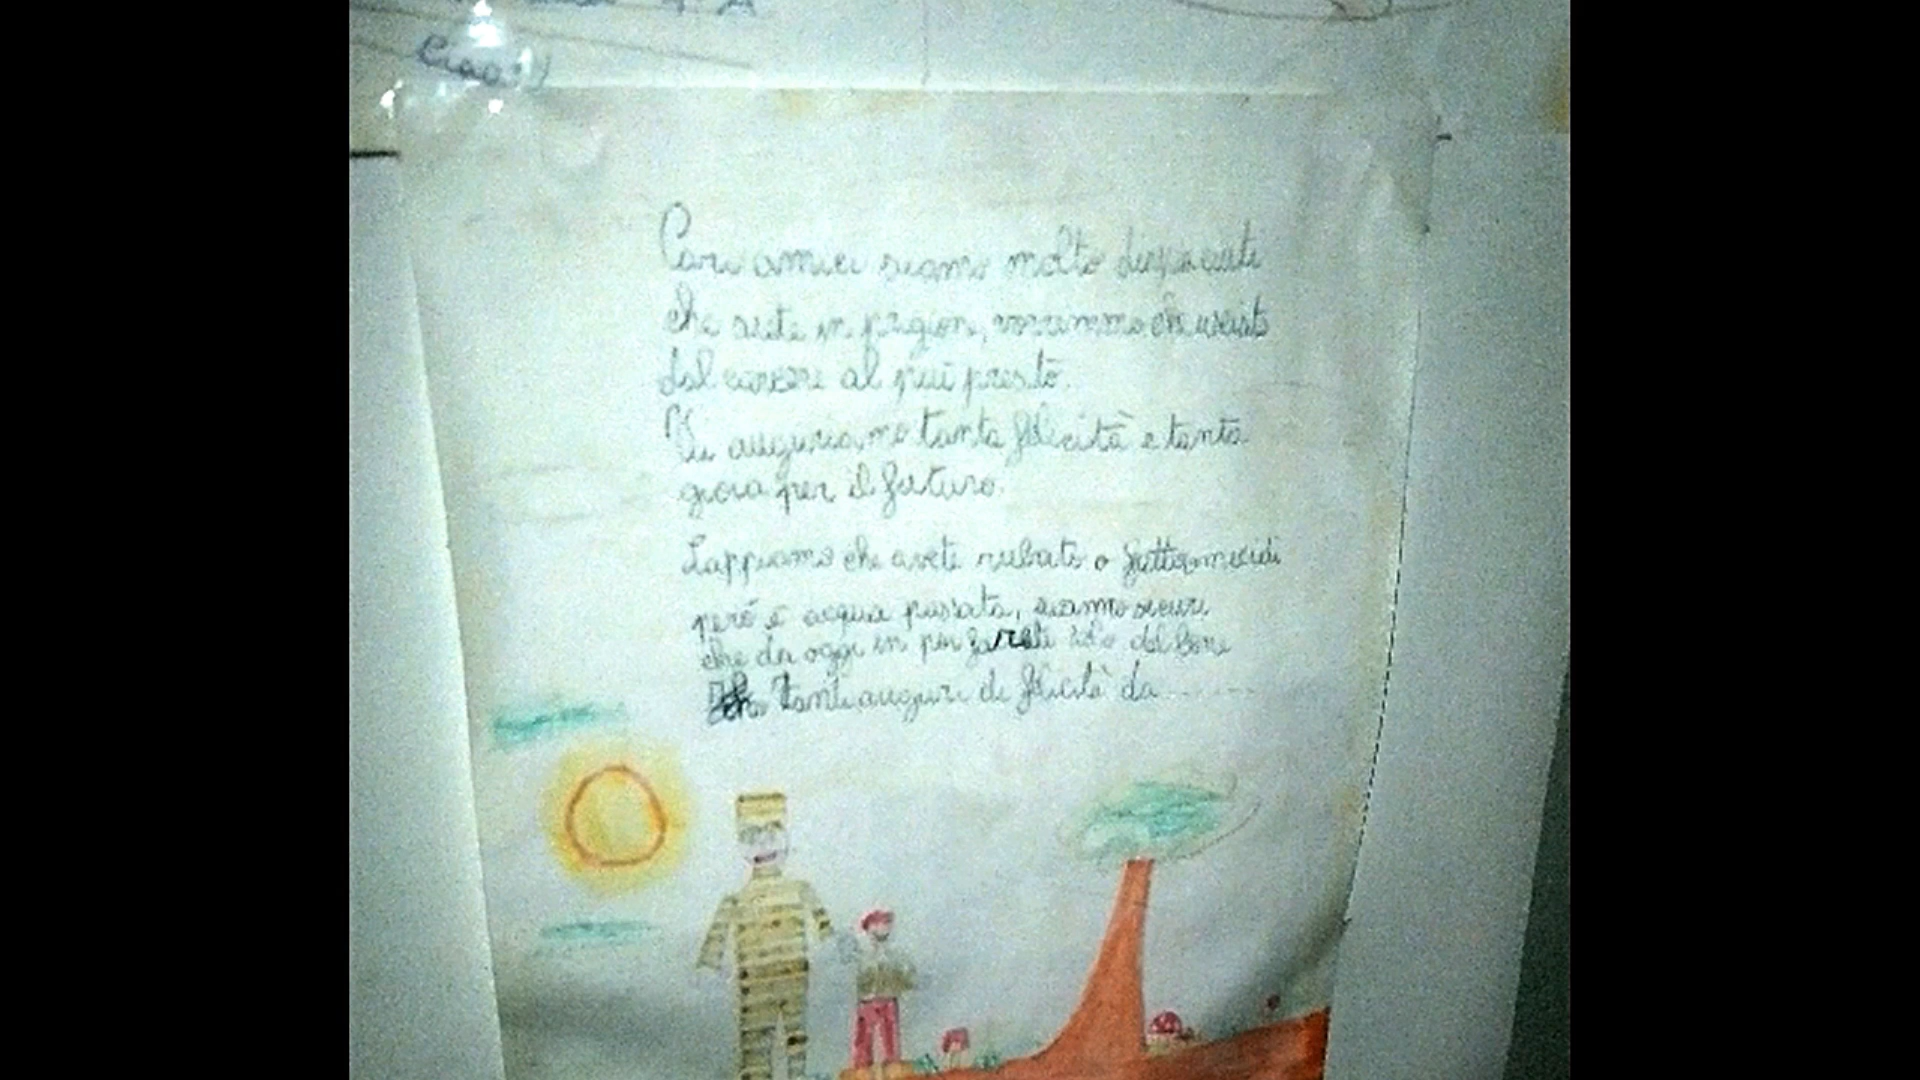 Ciao!!
Cari amici siamo molto dispiaciuti
che siete in prigione, vorremmo che usciste
dal carcere al piú presto.
Vi auguriamo tanta felicità e tanta
gioia per il futuro.
Sappiamo che avete rubato o fatto omicidi
peró é acqua passata, siamo sicuri
che da oggi in poi farete solo del bene
Tanti auguri di felicità da .......